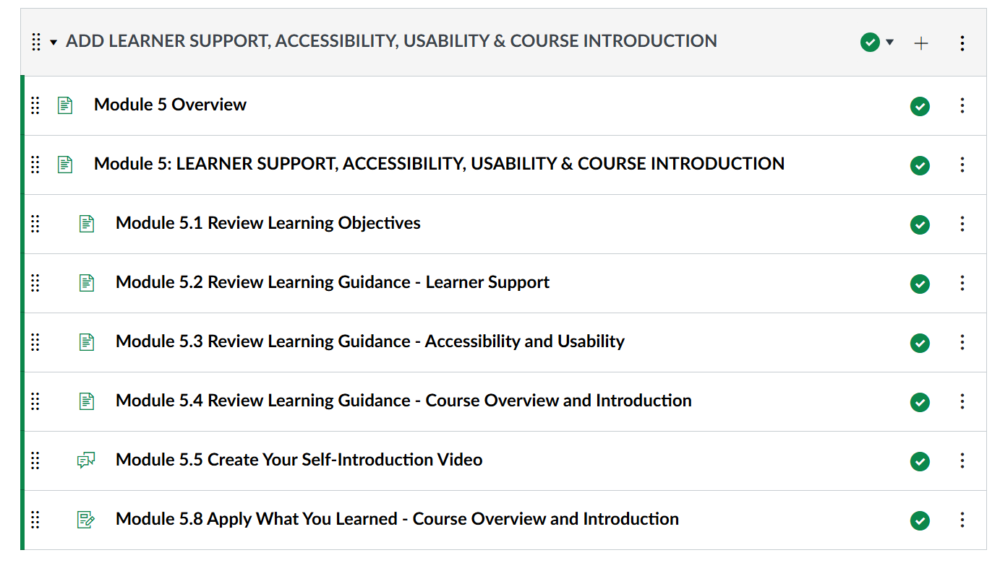 ADD LEARNER SUPPORT, ACCESSIBILITY, USABILITY & COURSE INTRODUCTION
Module 5 Overview
Module 5: LEARNER SUPPORT, ACCESSIBILITY, USABILITY & COURSE INTRODUCTION
Module 5.1 Review Learning Objectives
Module 5.2 Review Learning Guidance - Learner Support
Module 5.3 Review Learning Guidance - Accessibility and Usability
Module 5.4 Review Learning Guidance - Course Overview and Introduction
Module 5.5 Create Your Self-Introduction Video
Module 5.8 Apply What You Learned - Course Overview and Introduction